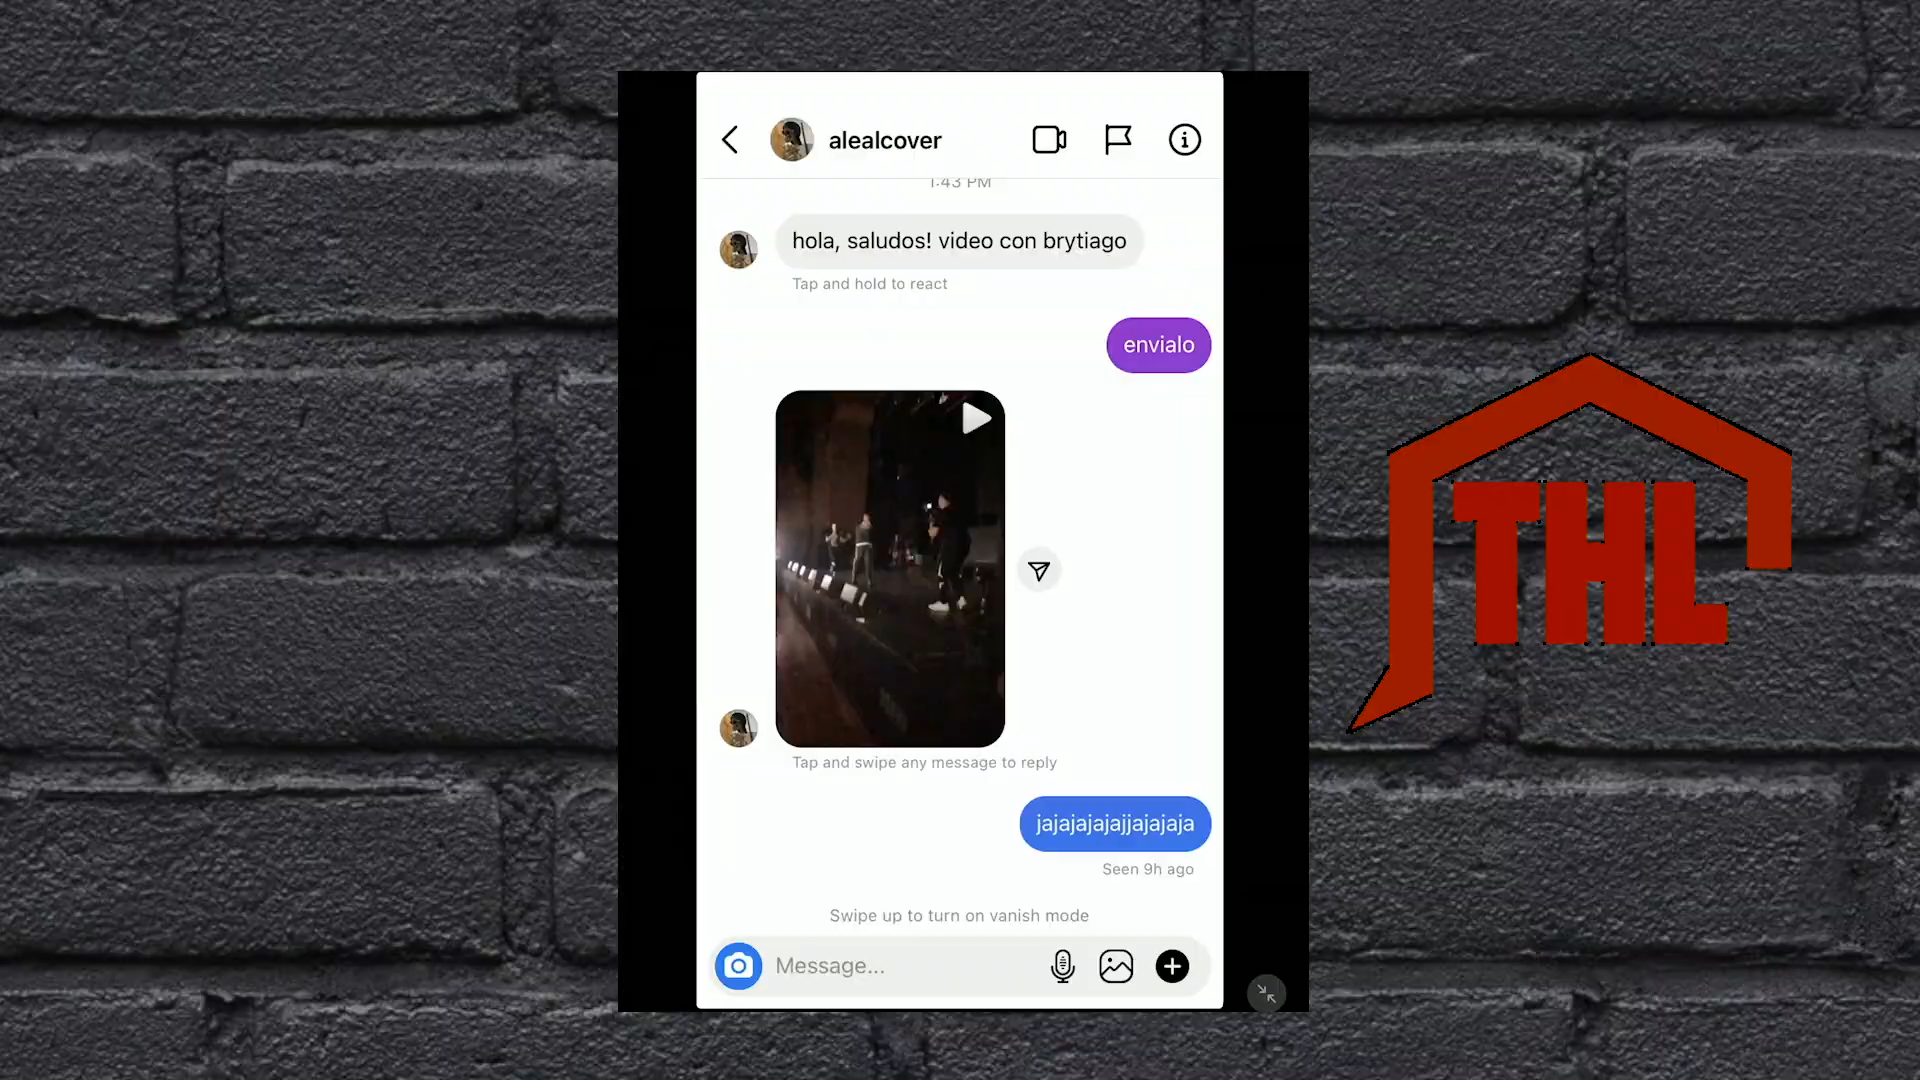 alealcover
1:43 PM
hola, saludos! video con brytiago
Tap and hold to react
envialo
Tap and swipe any message to reply
jajajajajajjajajaja
Seen 9h ago
Swipe up to turn on vanish mode
Message...
THL